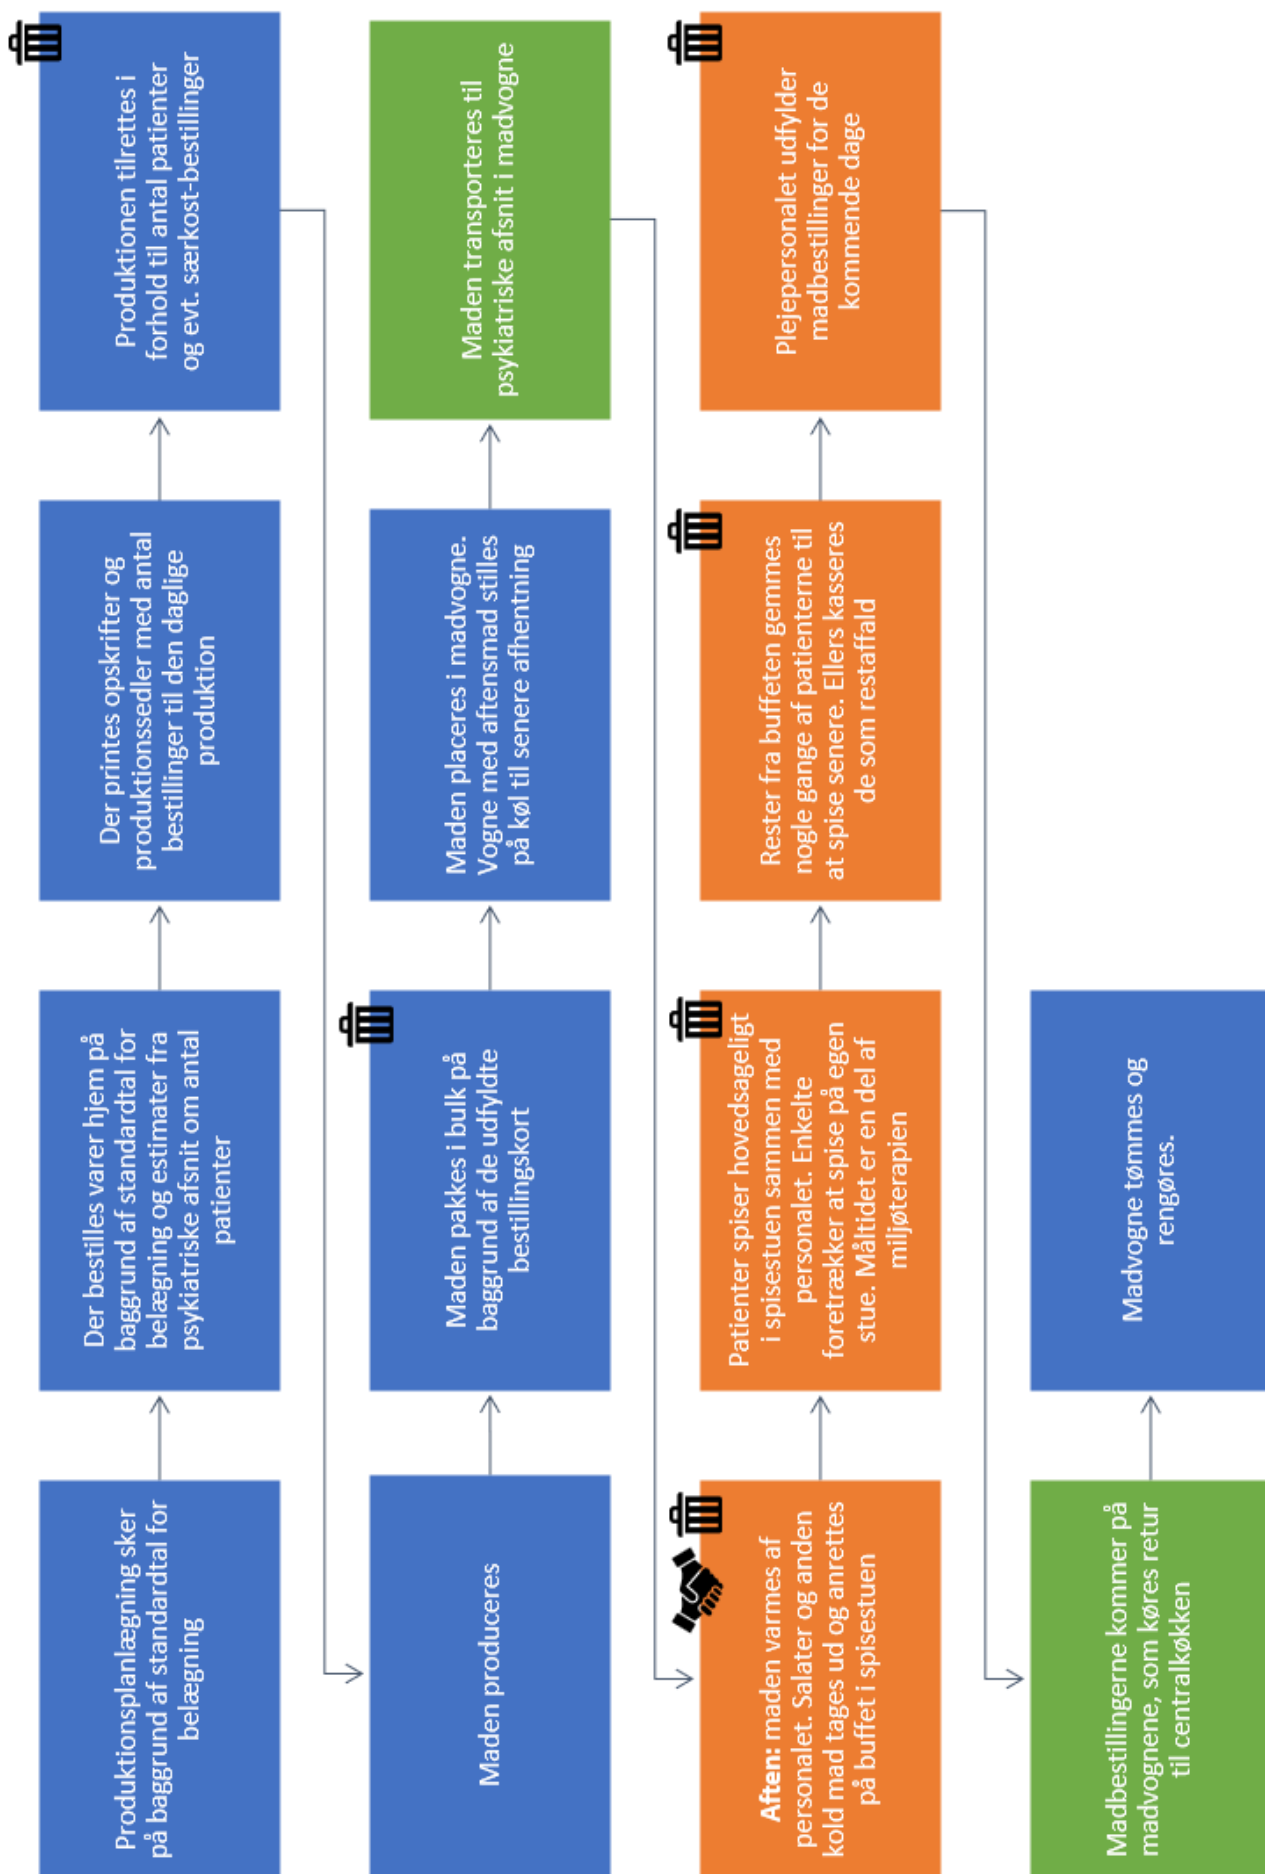 Produktionsplanlægning sker
på baggrund af standardtal for
belægning
Der bestilles varer hjem på
baggrund af standardtal for
belægning og estimater fra
psykiatriske afsnit om antal
patienter
Der printes opskrifter og
produktionssedler med antal
bestillinger til den daglige
produktion
Produktionen tilrettes i
forhold til antal patienter
og evt. særkost-bestillinger
Maden produceres
Maden pakkes i bulk på
baggrund af de udfyldte
bestillingskort
Maden placeres i madvogne.
Vogne med aftensmad stilles
på køl til senere afhentning
Maden transporteres til
psykiatriske afsnit i madvogne
Aften: maden varmes af
personalet. Salater og anden
kold mad tages ud og anrettes
på buffet i spisestuen
Patienter spiser hovedsageligt
i spisestuen sammen med
personalet. Enkelte
foretrækker at spise på egen
stue. Måltidet er en del af
miljøterapien
Rester fra buffeten gemmes
nogle gange af patienterne til
at spise senere. Ellers kasseres
de som restaffald
Plejepersonalet udfylder
madbestillinger for de
kommende dage
Madbestillingerne kommer på
madvognene, som køres retur
til centralkøkken
Madvogne tømmes og
rengøres.